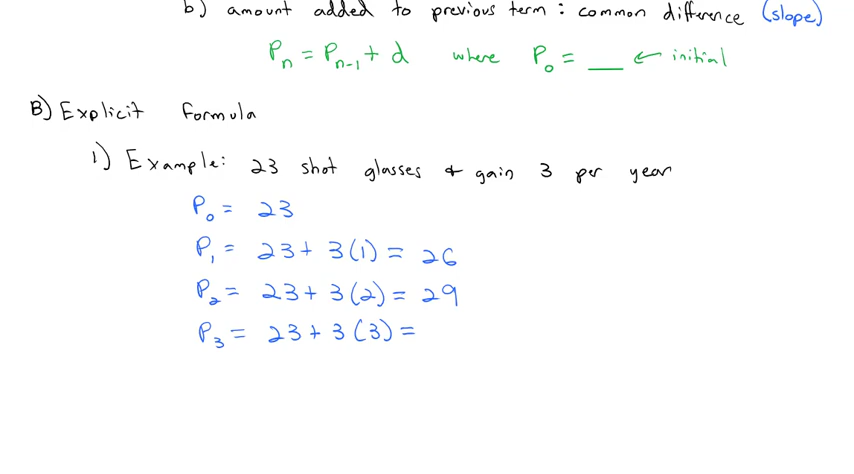 b) amount added to previous term : common difference (slope)
Pₙ = Pₙ₋₁ + d where P₀ = ___ ← initial
B) Explicit formula
1) Example: 23 shot glasses + gain 3 per year
P₀ = 23
P₁ = 23 + 3(1) = 26
P₂ = 23 + 3(2) = 29
P₃ = 23 + 3(3) =